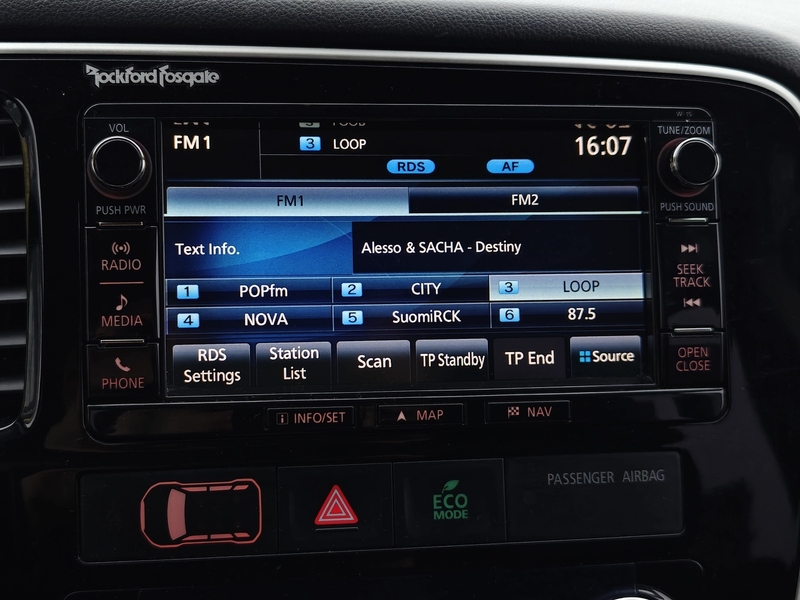 Rockford Fosgate
W-15
VOL
PUSH PWR
RADIO
MEDIA
PHONE
FM1
3 LOOP
16:07
RDS AF
FM1 FM2
Text Info. Alesso & SACHA - Destiny
1 POPfm 2 CITY 3 LOOP
4 NOVA 5 SuomiRCK 6 87.5
RDS Settings
Station List
Scan
TP Standby
TP End
Source
TUNE/ZOOM
PUSH SOUND
SEEK
TRACK
OPEN
CLOSE
i INFO/SET
MAP
NAV
ECO
MODE
PASSENGER AIRBAG